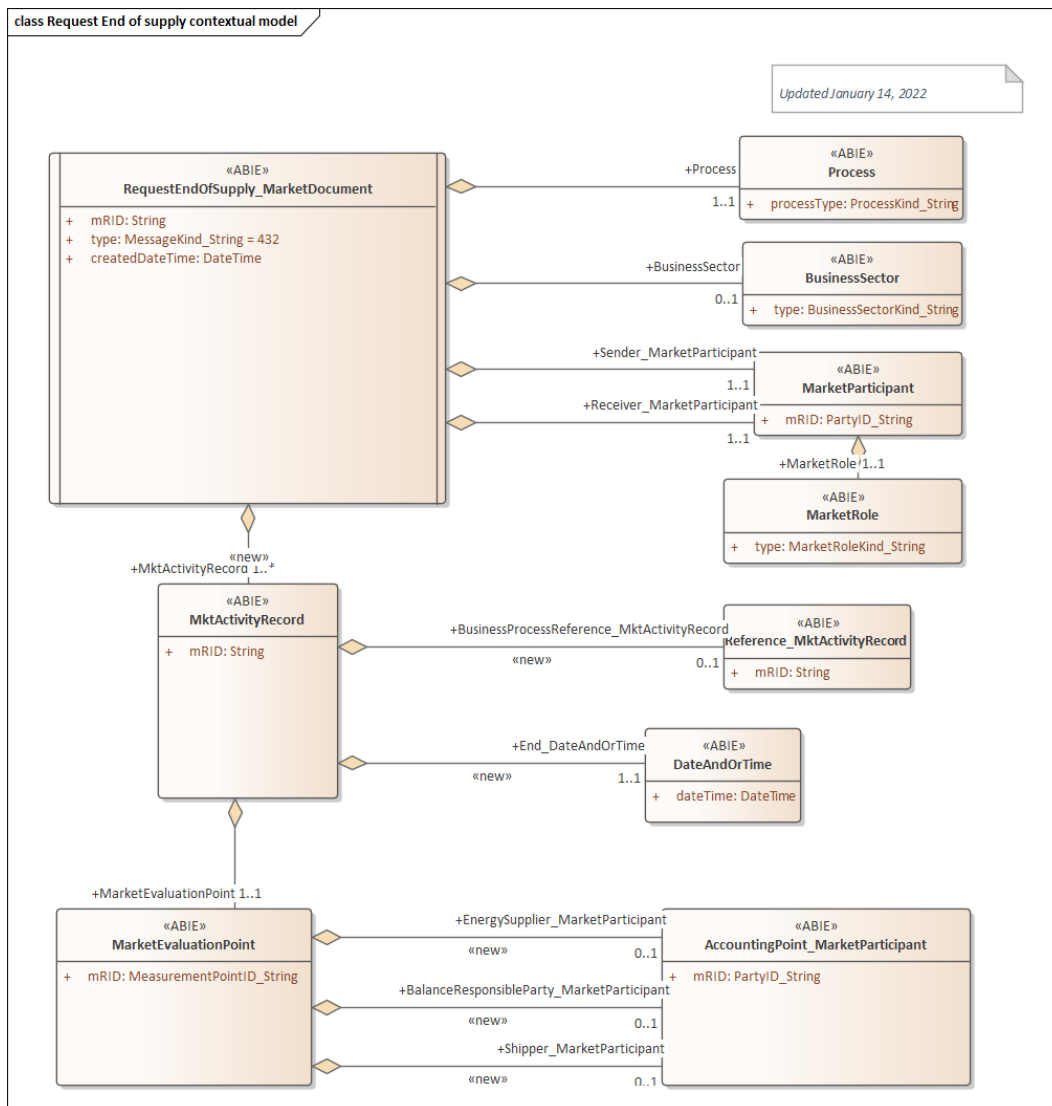 class Request End of supply contextual model
Updated January 14, 2022
«ABIE»
RequestEndOfSupply_MarketDocument
+ mRID: String
+ type: MessageKind_String = 432
+ createdDateTime: DateTime
+Process
1..1
«ABIE»
Process
+ processType: ProcessKind_String
+BusinessSector
0..1
«ABIE»
BusinessSector
+ type: BusinessSectorKind_String
+Sender_MarketParticipant
1..1
+Receiver_MarketParticipant
1..1
«ABIE»
MarketParticipant
+ mRID: PartyID_String
+MarketRole 1..1
«ABIE»
MarketRole
+ type: MarketRoleKind_String
«new»
+MktActivityRecord 1..*
«ABIE»
MktActivityRecord
+ mRID: String
+BusinessProcessReference_MktActivityRecord
«new»
0..1
«ABIE»
Reference_MktActivityRecord
+ mRID: String
+End_DateAndOrTime
«new»
1..1
«ABIE»
DateAndOrTime
+ dateTime: DateTime
+MarketEvaluationPoint 1..1
«ABIE»
MarketEvaluationPoint
+ mRID: MeasurementPointID_String
+EnergySupplier_MarketParticipant
«new»
0..1
+BalanceResponsibleParty_MarketParticipant
«new»
0..1
+Shipper_MarketParticipant
«new»
0..1
«ABIE»
AccountingPoint_MarketParticipant
+ mRID: PartyID_String